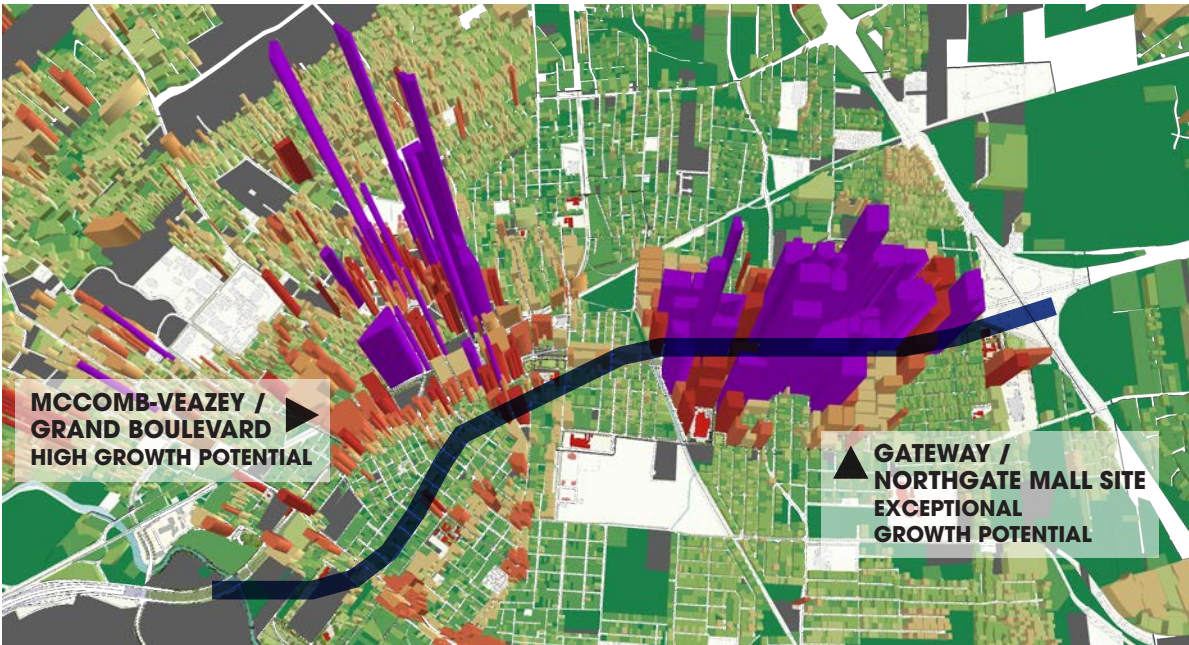 MCCOMB-VEAZEY /
GRAND BOULEVARD
HIGH GROWTH POTENTIAL
GATEWAY /
NORTHGATE MALL SITE
EXCEPTIONAL
GROWTH POTENTIAL